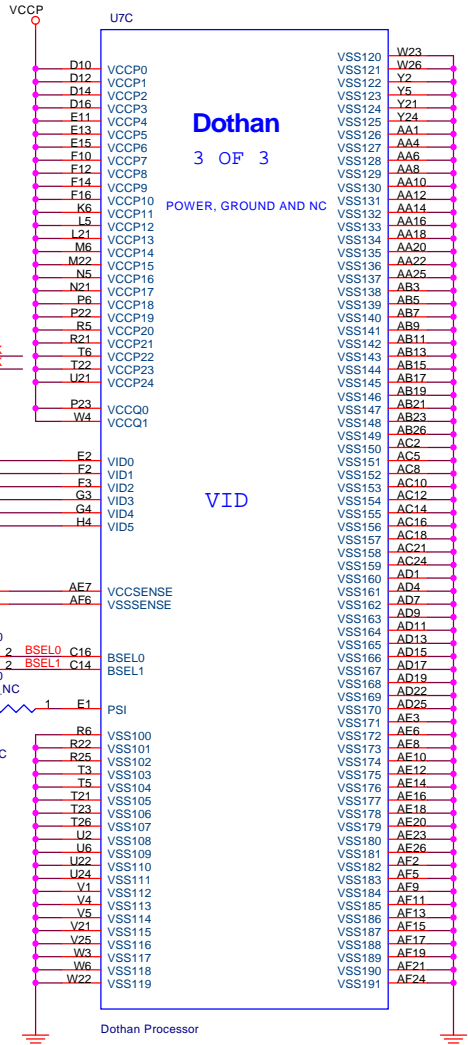 VCCP
U7C
Dothan
3 OF 3
POWER, GROUND AND NC
D10 VCCP0
D12 VCCP1
D14 VCCP2
D16 VCCP3
E11 VCCP4
E13 VCCP5
E15 VCCP6
F10 VCCP7
F12 VCCP8
F14 VCCP9
F16 VCCP10
K6 VCCP11
L5 VCCP12
L21 VCCP13
M6 VCCP14
M22 VCCP15
N5 VCCP16
N21 VCCP17
P6 VCCP18
P22 VCCP19
R5 VCCP20
R21 VCCP21
T6 VCCP22
T22 VCCP23
U21 VCCP24
P23 VCCQ0
W4 VCCQ1
E2 VID0
F2 VID1
F3 VID2
G3 VID3
G4 VID4
H4 VID5
VID
AE7 VCCSENSE
AF6 VSSSENSE
0
2 BSEL0 C16 BSEL0
2 BSEL1 C14 BSEL1
NC
1 E1 PSI
C
R6 VSS100
R22 VSS101
R25 VSS102
T3 VSS103
T5 VSS104
T21 VSS105
T23 VSS106
T26 VSS107
U2 VSS108
U6 VSS109
U22 VSS110
U24 VSS111
V1 VSS112
V4 VSS113
V5 VSS114
V21 VSS115
V25 VSS116
W3 VSS117
W6 VSS118
W22 VSS119
VSS120 W23
VSS121 W26
VSS122 Y2
VSS123 Y5
VSS124 Y21
VSS125 Y24
VSS126 AA1
VSS127 AA4
VSS128 AA6
VSS129 AA8
VSS130 AA10
VSS131 AA12
VSS132 AA14
VSS133 AA16
VSS134 AA18
VSS135 AA20
VSS136 AA22
VSS137 AA25
VSS138 AB3
VSS139 AB5
VSS140 AB7
VSS141 AB9
VSS142 AB11
VSS143 AB13
VSS144 AB15
VSS145 AB17
VSS146 AB19
VSS147 AB21
VSS148 AB23
VSS149 AB26
VSS150 AC2
VSS151 AC5
VSS152 AC8
VSS153 AC10
VSS154 AC12
VSS155 AC14
VSS156 AC16
VSS157 AC18
VSS158 AC21
VSS159 AC24
VSS160 AD1
VSS161 AD4
VSS162 AD7
VSS163 AD9
VSS164 AD11
VSS165 AD13
VSS166 AD15
VSS167 AD17
VSS168 AD19
VSS169 AD22
VSS170 AD25
VSS171 AE3
VSS172 AE6
VSS173 AE8
VSS174 AE10
VSS175 AE12
VSS176 AE14
VSS177 AE16
VSS178 AE18
VSS179 AE20
VSS180 AE23
VSS181 AE26
VSS182 AF2
VSS183 AF5
VSS184 AF9
VSS185 AF11
VSS186 AF13
VSS187 AF15
VSS188 AF17
VSS189 AF19
VSS190 AF21
VSS191 AF24
Dothan Processor